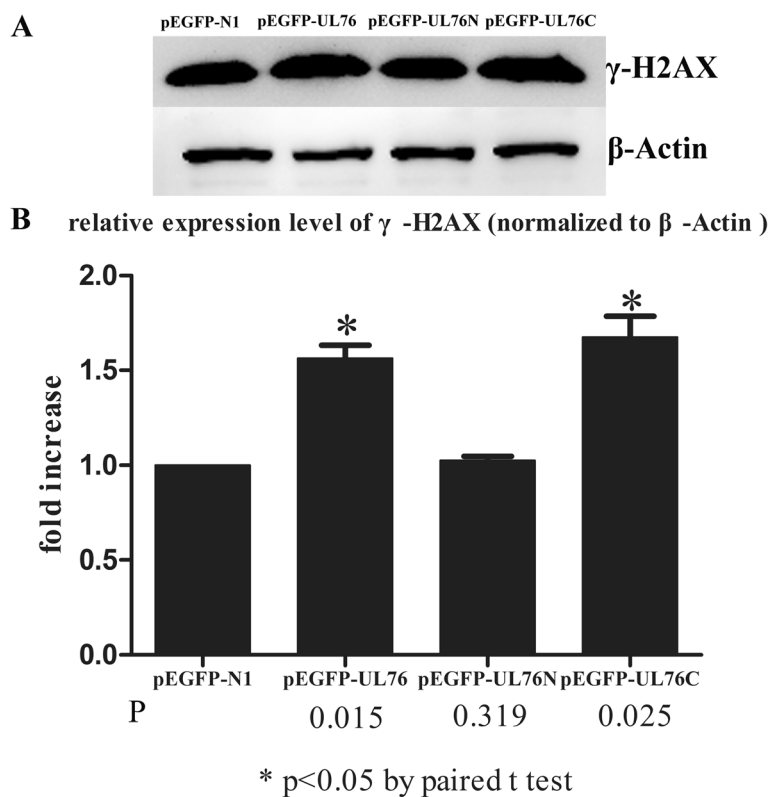 A
pEGFP-N1 pEGFP-UL76 pEGFP-UL76N pEGFP-UL76C
γ-H2AX
β-Actin
B relative expression level of γ -H2AX (normalized to β -Actin )
fold increase
2.0
1.5
1.0
0.5
0.0
* *
pEGFP-N1 pEGFP-UL76 pEGFP-UL76N pEGFP-UL76C
P 0.015 0.319 0.025
* p<0.05 by paired t test